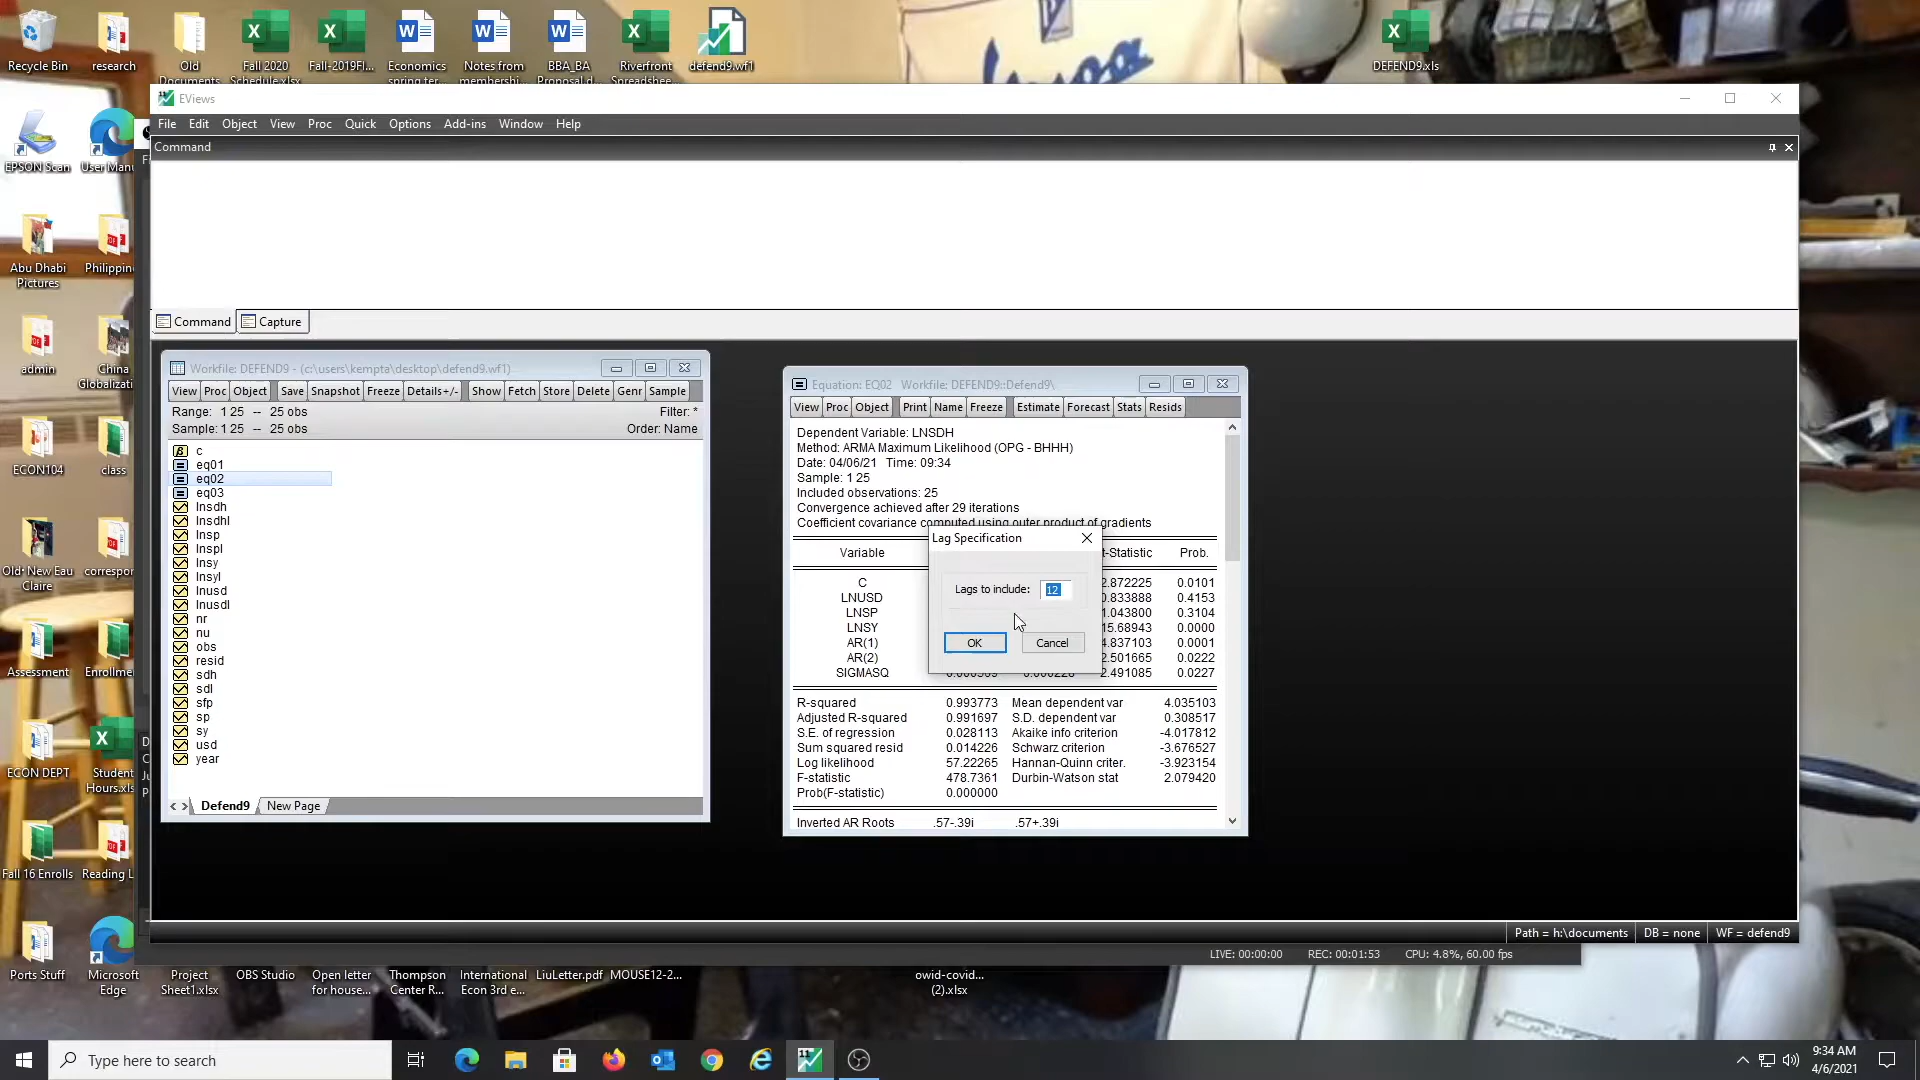 Recycle Bin
research
Old
Documents
Fall 2020
Schedule.xlsx
Fall-2019Fl...
Economics
spring ter...
Notes from
membershi...
BBA_BA
Proposal.d...
Riverfront
Spreadshee...
defend9.wf1
DEFEND9.xls
EViews
File Edit Object View Proc Quick Options Add-ins Window Help
Command
Command Capture
EPSON Scan
User Manu
Abu Dhabi
Pictures
Philippin
admin
China
Globalizati
ECON104
class
Old- New Eau
Claire
correspor
Assessment
Enrollme
ECON DEPT
Student
Hours.xls
Fall 16 Enrolls
Reading L
Ports Stuff
Microsoft
Edge
Project
Sheet1.xlsx
OBS Studio
Open letter
for house...
Thompson
Center R...
International
Econ 3rd e...
LiuLetter.pdf
MOUSE12-2...
owid-covid...
(2).xlsx
Workfile: DEFEND9 - (c:\users\kempta\desktop\defend9.wf1)
View Proc Object Save Snapshot Freeze Details+/- Show Fetch Store Delete Genr Sample
Range: 1 25 -- 25 obs Filter: *
Sample: 1 25 -- 25 obs Order: Name
c
eq01
eq02
eq03
lnsdh
lnsdhl
lnsp
lnspl
lnsy
lnsyl
lnusd
lnusdl
nr
nu
obs
resid
sdh
sdl
sfp
sp
sy
usd
year
Defend9 New Page
Equation: EQ02 Workfile: DEFEND9::Defend9\
View Proc Object Print Name Freeze Estimate Forecast Stats Resids
Dependent Variable: LNSDH
Method: ARMA Maximum Likelihood (OPG - BHHH)
Date: 04/06/21 Time: 09:34
Sample: 1 25
Included observations: 25
Convergence achieved after 29 iterations
Coefficient covariance computed using outer product of gradients
Variable t-Statistic Prob.
C 2.872225 0.0101
LNUSD 0.833888 0.4153
LNSP 1.043800 0.3104
LNSY 15.68943 0.0000
AR(1) 4.837103 0.0001
AR(2) 2.501665 0.0222
SIGMASQ 2.491085 0.0227
Lag Specification
Lags to include: 12
OK Cancel
R-squared 0.993773 Mean dependent var 4.035103
Adjusted R-squared 0.991697 S.D. dependent var 0.308517
S.E. of regression 0.028113 Akaike info criterion -4.017812
Sum squared resid 0.014226 Schwarz criterion -3.676527
Log likelihood 57.22265 Hannan-Quinn criter. -3.923154
F-statistic 478.7361 Durbin-Watson stat 2.079420
Prob(F-statistic) 0.000000
Inverted AR Roots .57-.39i .57+.39i
Path = h:\documents DB = none WF = defend9
LIVE: 00:00:00 REC: 00:01:53 CPU: 4.8%, 60.00 fps
Type here to search
9:34 AM
4/6/2021